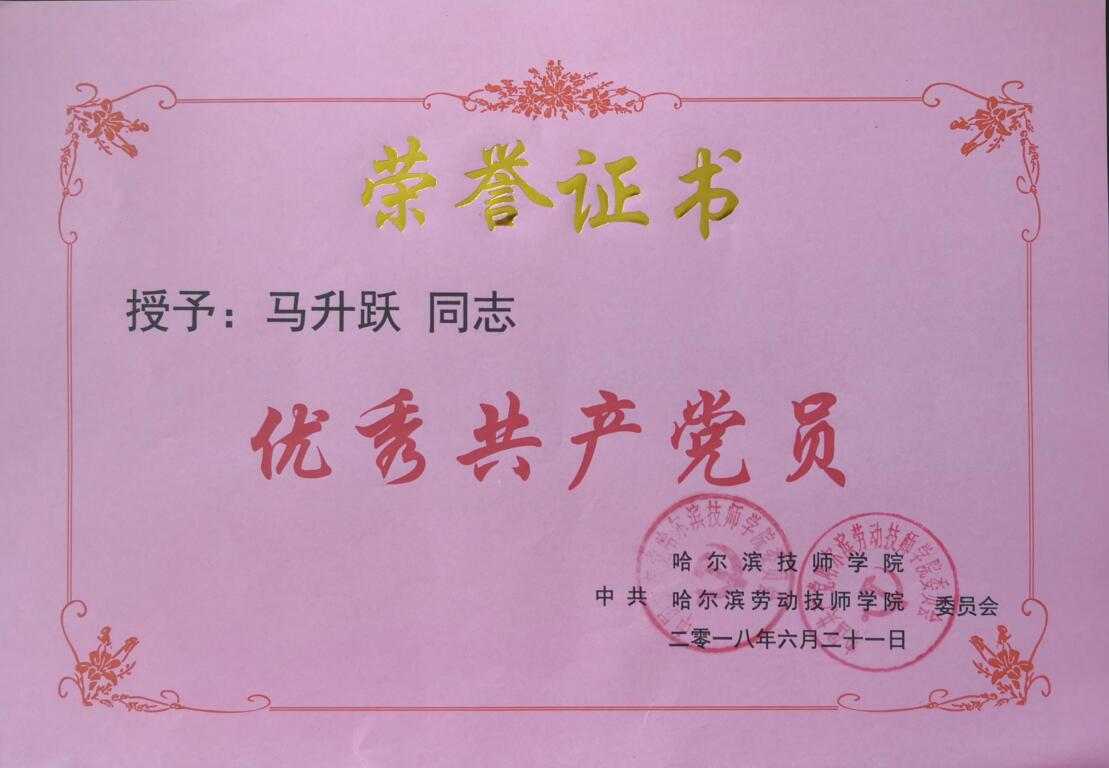 荣誉证书
授予：马升跃 同志
优秀共产党员
哈尔滨技师学院
中共 哈尔滨劳动技师学院 委员会
二零一八年六月二十一日